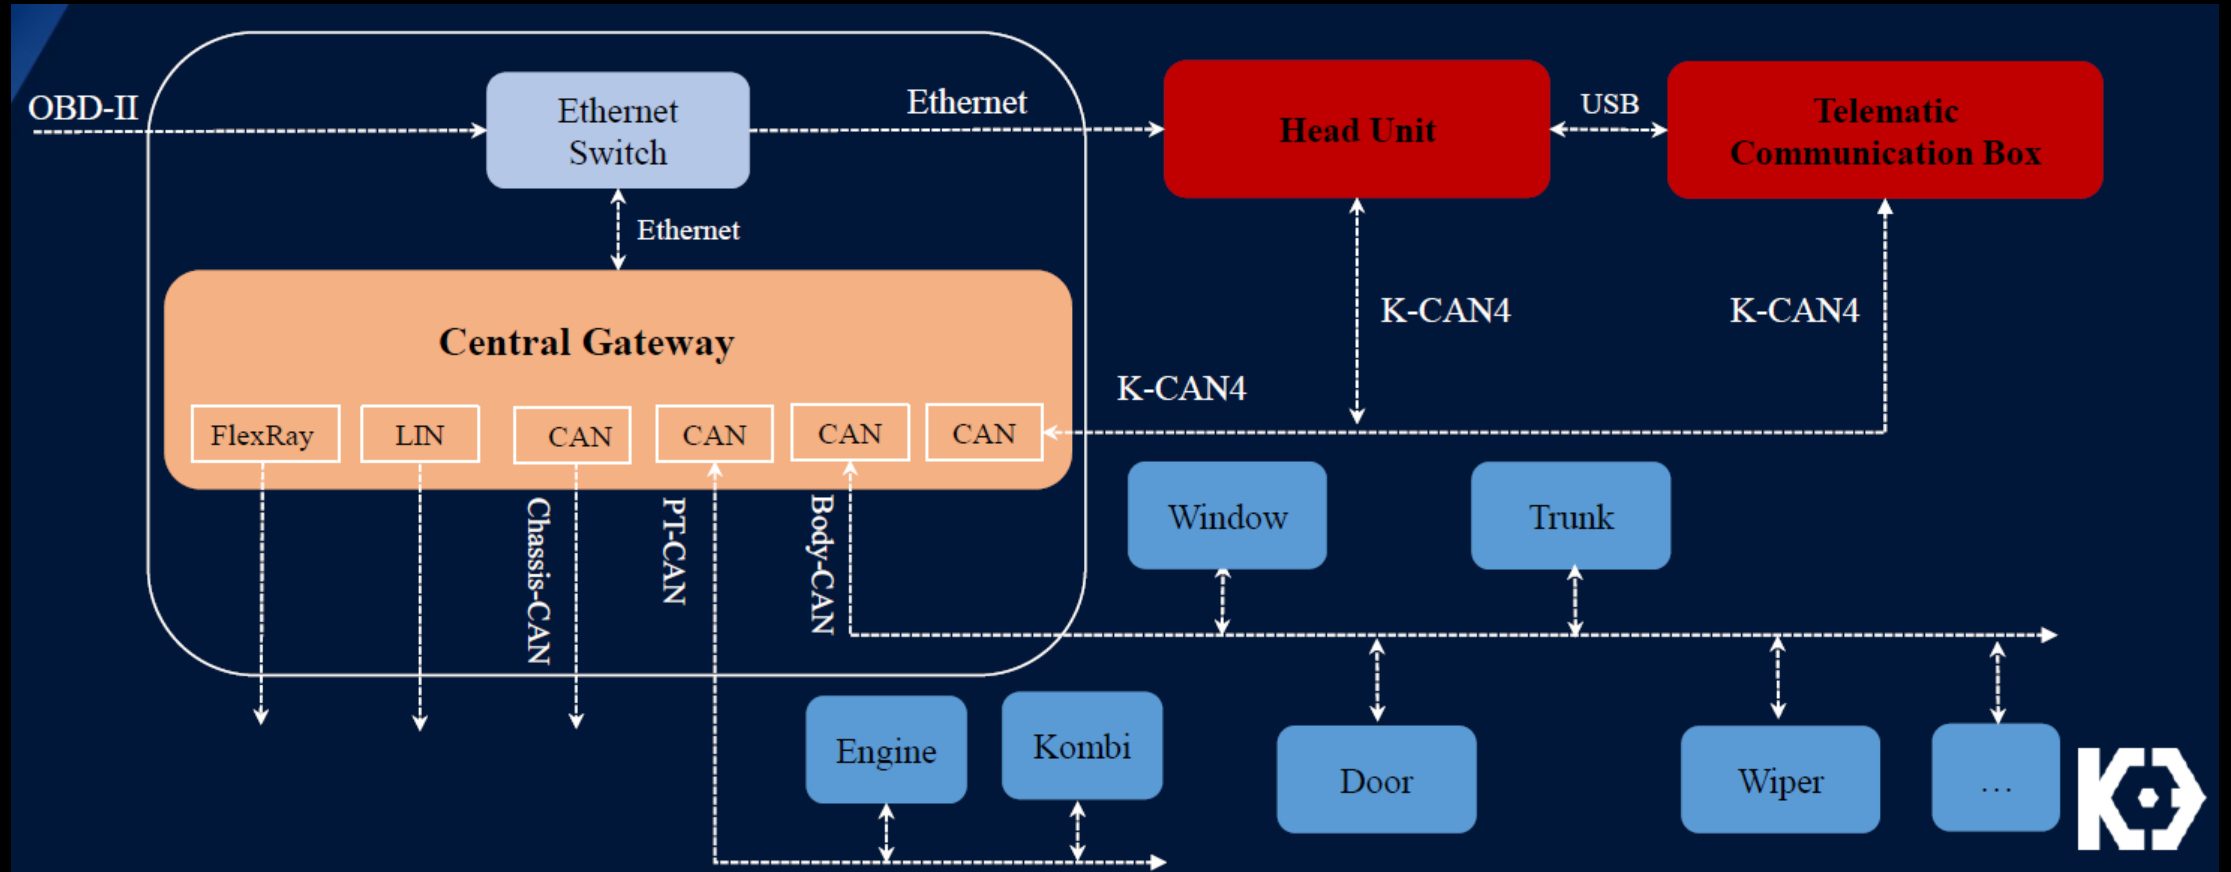 OBD-II
Ethernet
Switch
Ethernet
Head Unit
USB
Telematic
Communication Box
Ethernet
Central Gateway
K-CAN4
K-CAN4
K-CAN4
FlexRay
LIN
CAN
CAN
CAN
CAN
Chassis-CAN
PT-CAN
Body-CAN
Window
Trunk
Engine
Kombi
Door
Wiper
...